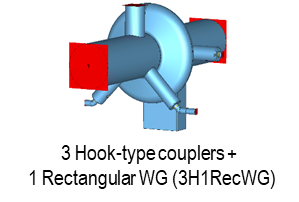 3 Hook-type couplers +
1 Rectangular WG (3H1RecWG)